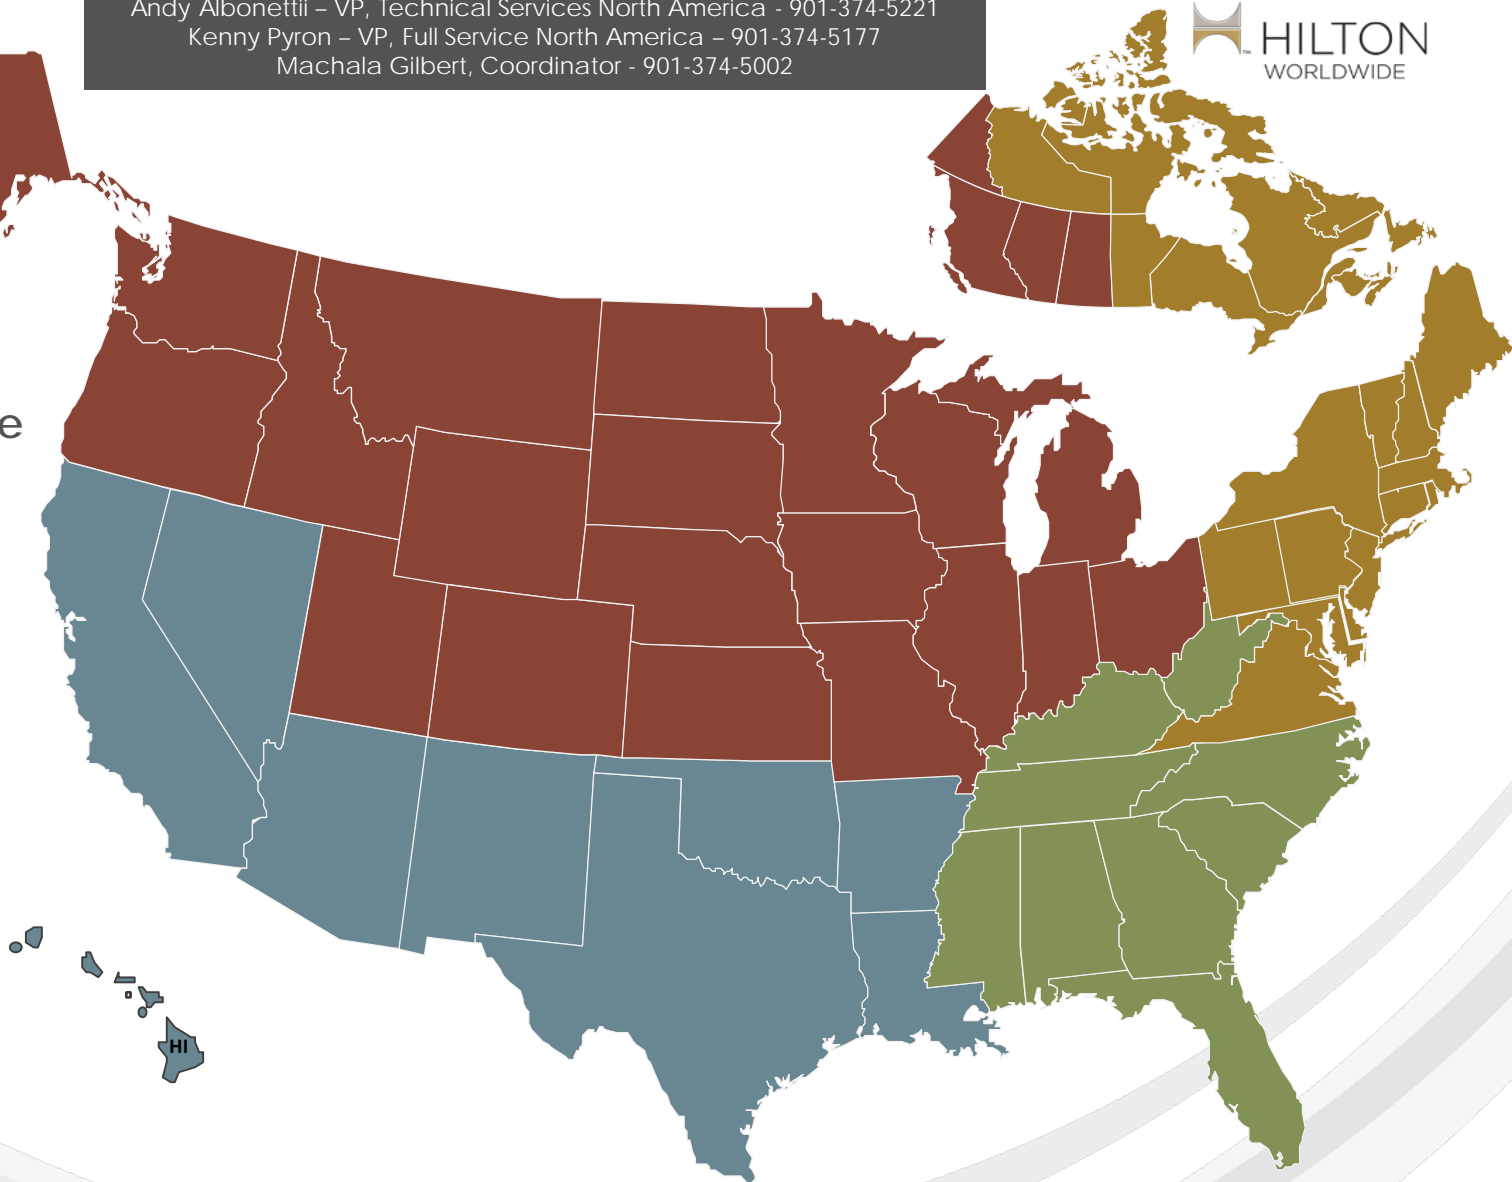 Andy Albonettii – VP, Technical Services North America - 901-374-5221
Kenny Pyron – VP, Full Service North America – 901-374-5177
Machala Gilbert, Coordinator - 901-374-5002
™ HILTON
WORLDWIDE
e
HI